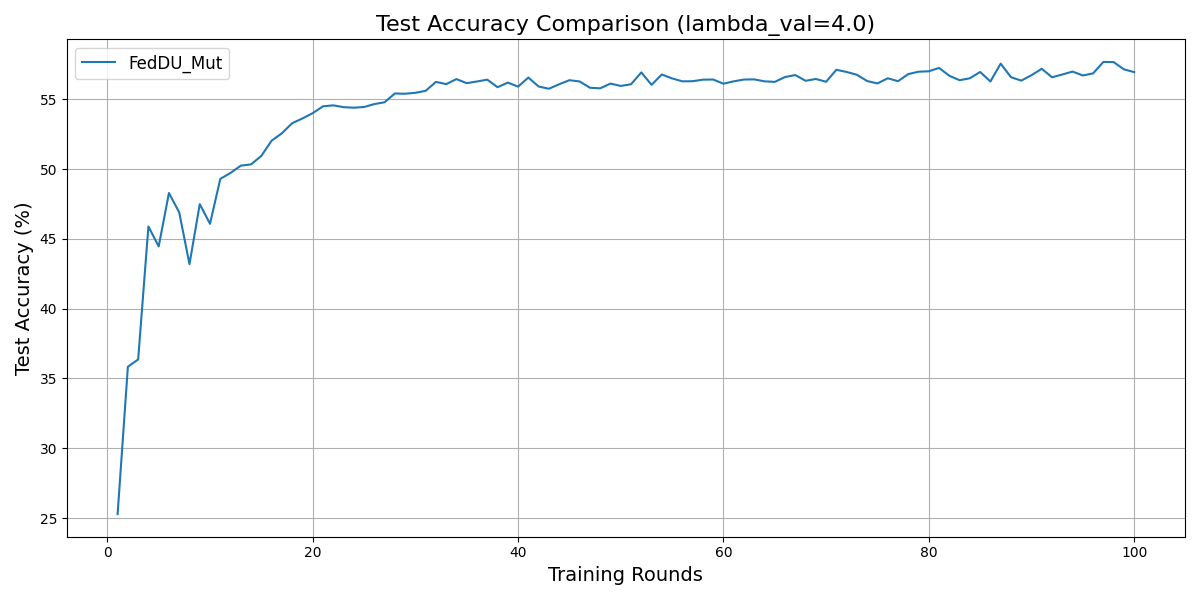 Test Accuracy Comparison (lambda_val=4.0)
FedDU_Mut
Test Accuracy (%)
55
50
45
40
35
30
25
0 20 40 60 80 100
Training Rounds